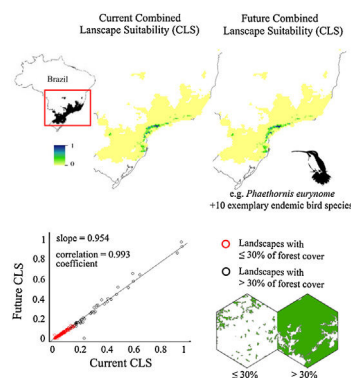 Current Combined
Lanscape Suitability (CLS)
Future Combined
Lanscape Suitability (CLS)
Brazil
1
0
e.g. Phaethornis eurynome
+10 exemplary endemic bird species
slope = 0.954
correlation = 0.993
coefficient
Future CLS
1
0.8
0.6
0.4
0.2
0
0 0.2 0.4 0.6 0.8 1
Current CLS
Landscapes with
≤ 30% of forest cover
Landscapes with
> 30% of forest cover
≤ 30%
> 30%